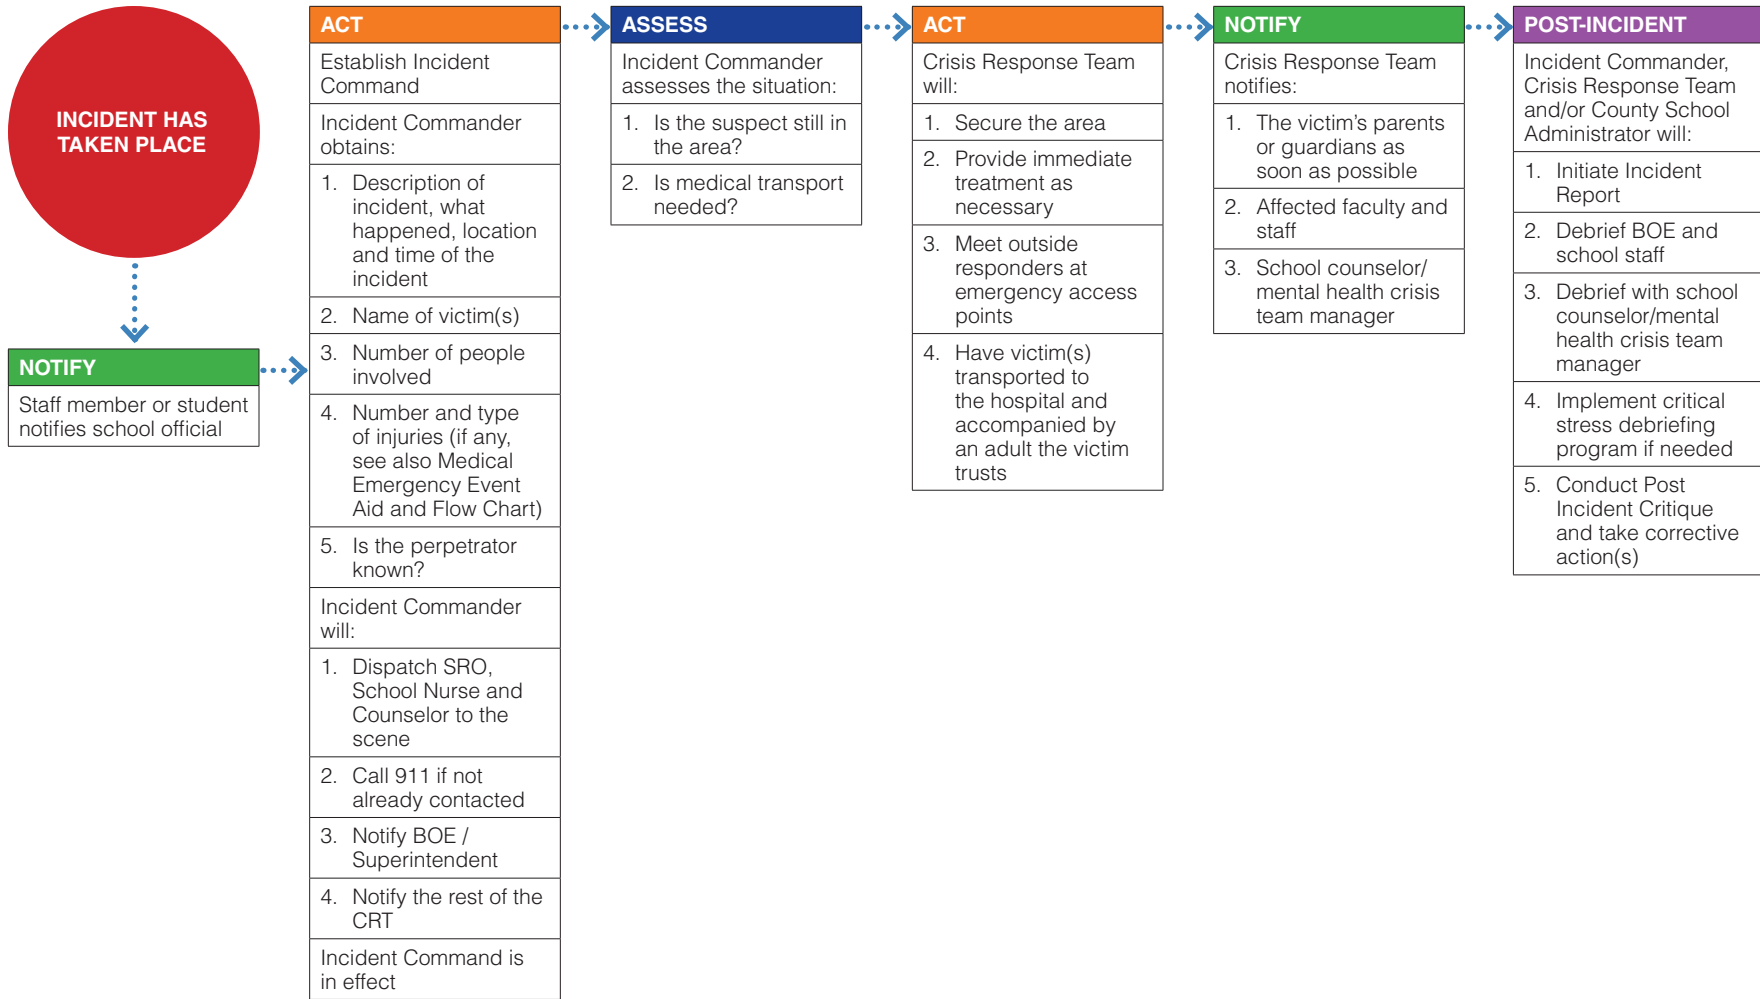 INCIDENT HAS
TAKEN PLACE
NOTIFY
Staff member or student
notifies school official
ACT
Establish Incident
Command
Incident Commander
obtains:
1. Description of
incident, what
happened, location
and time of the
incident
2. Name of victim(s)
3. Number of people
involved
4. Number and type
of injuries (if any,
see also Medical
Emergency Event
Aid and Flow Chart)
5. Is the perpetrator
known?
Incident Commander
will:
1. Dispatch SRO,
School Nurse and
Counselor to the
scene
2. Call 911 if not
already contacted
3. Notify BOE /
Superintendent
4. Notify the rest of the
CRT
Incident Command is
in effect
ASSESS
Incident Commander
assesses the situation:
1. Is the suspect still in
the area?
2. Is medical transport
needed?
ACT
Crisis Response Team
will:
1. Secure the area
2. Provide immediate
treatment as
necessary
3. Meet outside
responders at
emergency access
points
4. Have victim(s)
transported to
the hospital and
accompanied by
an adult the victim
trusts
NOTIFY
Crisis Response Team
notifies:
1. The victim’s parents
or guardians as
soon as possible
2. Affected faculty and
staff
3. School counselor/
mental health crisis
team manager
POST-INCIDENT
Incident Commander,
Crisis Response Team
and/or County School
Administrator will:
1. Initiate Incident
Report
2. Debrief BOE and
school staff
3. Debrief with school
counselor/mental
health crisis team
manager
4. Implement critical
stress debriefing
program if needed
5. Conduct Post
Incident Critique
and take corrective
action(s)